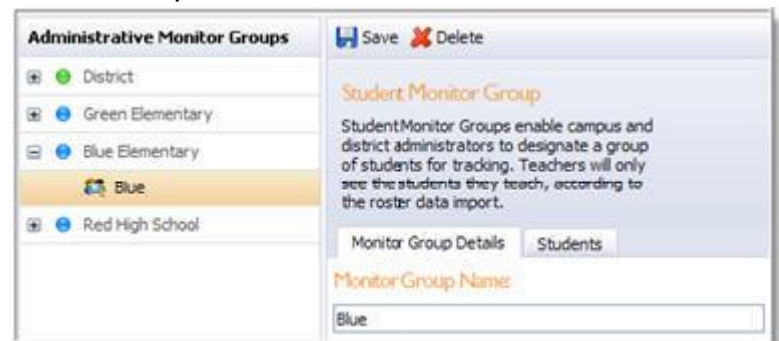 Administrative Monitor Groups
District
Green Elementary
Blue Elementary
Blue
Red High School
Save Delete
Student Monitor Group
StudentMonitor Groups enable campus and
district administrators to designate a group
of students for tracking. Teachers will only
see the students they teach, according to
the roster data import.
Monitor Group Details Students
Monitor Group Name:
Blue